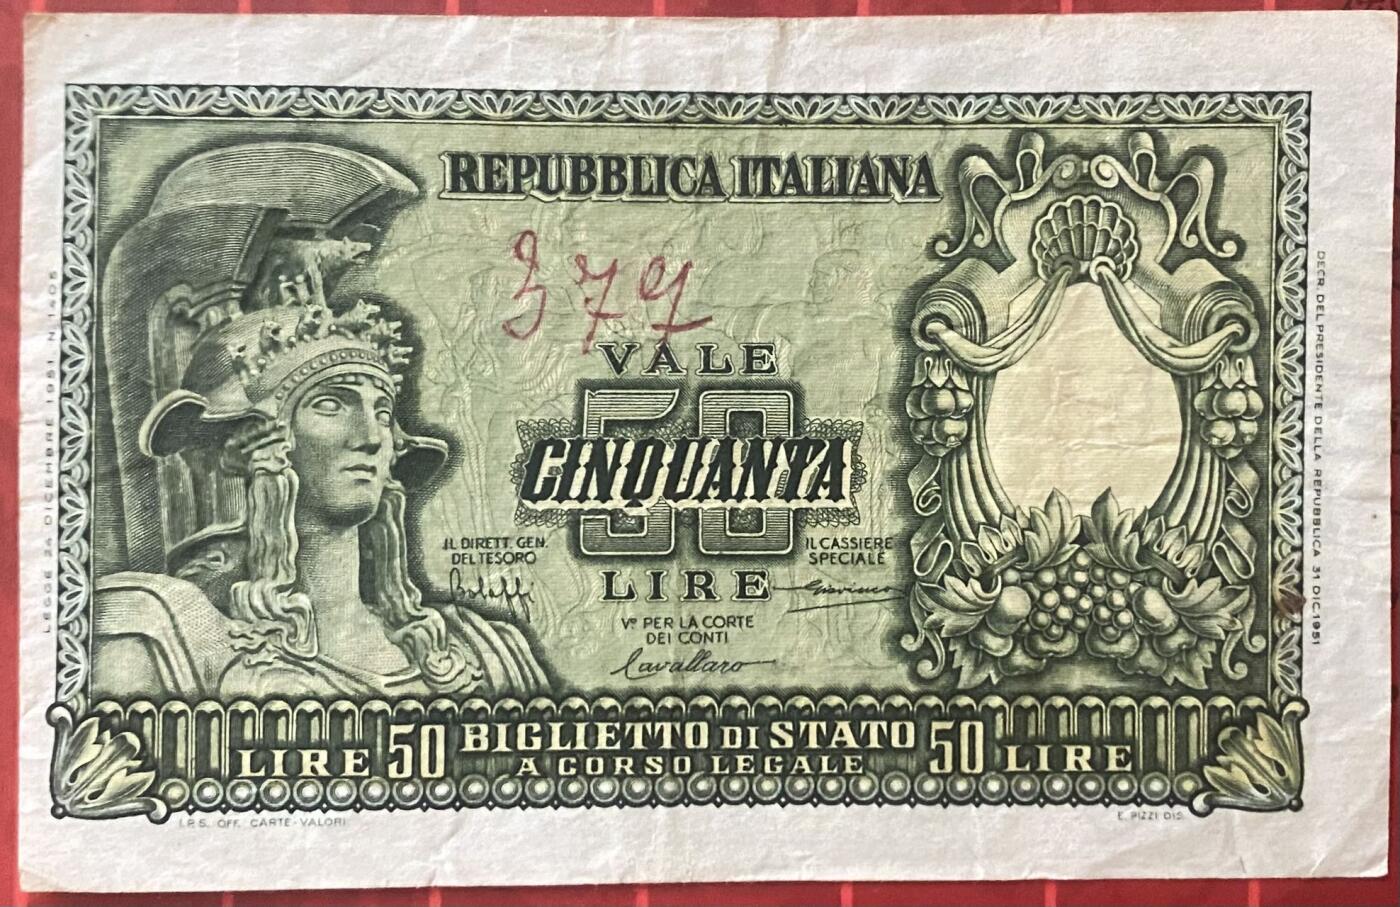 REPUBBLICA ITALIANA
379
VALE
50
CINQUANTA
LIRE
IL DIRETT. GEN.
DEL TESORO
Bolaffi
IL CASSIERE
SPECIALE
Vº PER LA CORTE
DEI CONTI
Cavallaro
LIRE 50 BIGLIETTO DI STATO 50 LIRE
A CORSO LEGALE
LEGGE 24 DICEMBRE 1951 N. 1405
DECR. DEL PRESIDENTE DELLA REPUBBLICA 31 DIC. 1951
I.P.S. OFF. CARTE-VALORI
E. PIZZI DIS.